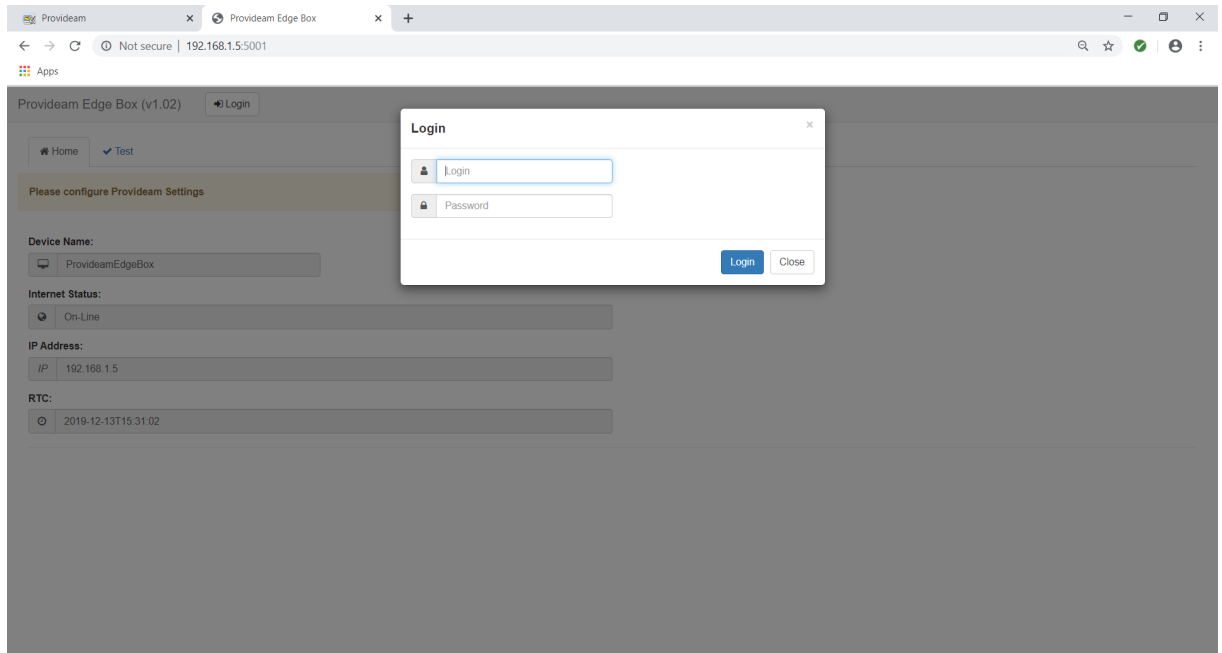 Provideam
Provideam Edge Box
Not secure | 192.168.1.5:5001
Apps
Provideam Edge Box (v1.02)
Login
Home
Test
Please configure Provideam Settings
Device Name:
ProvideamEdgeBox
Internet Status:
On-Line
IP Address:
IP 192.168.1.5
RTC:
2019-12-13T15:31:02
Login
×
Login
Password
Login Close